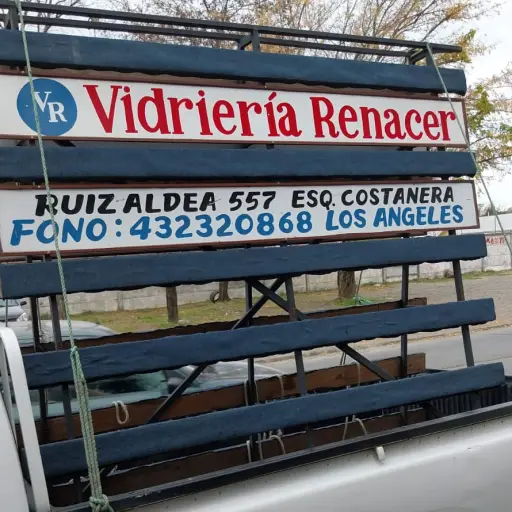 VR Vidriería Renacer
RUIZ ALDEA 557 ESQ. COSTANERA
FONO: 432320868 LOS ANGELES